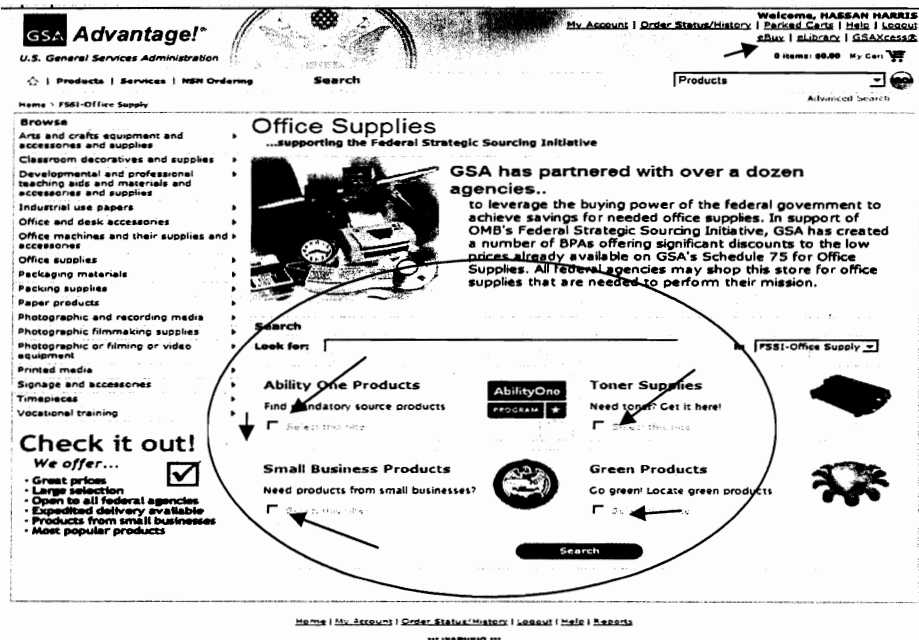 Welcome, HASSAN HARRIS
GSA Advantage!
My Account | Order Status/History | Parked Carts | Help | Logout
eBuy | eLibrary | GSAXcess®
U.S. General Services Administration
0 items: $0.00 My Cart
| Products | Services | NSN Ordering
Search
Products
Advanced Search
Home > FSSI-Office Supply
Browse
Arts and crafts equipment and
accessories and supplies
Classroom decoratives and supplies
Developmental and professional
teaching aids and materials and
accessories and supplies
Industrial use papers
Office and desk accessories
Office machines and their supplies and
accessories
Office supplies
Packaging materials
Packing supplies
Paper products
Photographic and recording media
Photographic filmmaking supplies
Photographic or filming or video
equipment
Printed media
Signage and accessories
Timepieces
Vocational training
Check it out!
We offer...
· Great prices
· Large selection
· Open to all federal agencies
· Expedited delivery available
· Products from small businesses
· Most popular products
Office Supplies
...supporting the Federal Strategic Sourcing Initiative
GSA has partnered with over a dozen
agencies..
to leverage the buying power of the federal government to
achieve savings for needed office supplies. In support of
OMB's Federal Strategic Sourcing Initiative, GSA has created
a number of BPAs offering significant discounts to the low
prices already available on GSA's Schedule 75 for Office
Supplies. All federal agencies may shop this store for office
supplies that are needed to perform their mission.
Search
Look for:
In FSSI-Office Supply
Ability One Products
Find mandatory source products
Select this filter
AbilityOne
PROGRAM
Toner Supplies
Need toner? Get it here!
Select this filter
Small Business Products
Need products from small businesses?
Select this filter
Green Products
Go green! Locate green products
Search
Home | My Account | Order Status/History | Logout | Help | Reports
*** WARNING ***